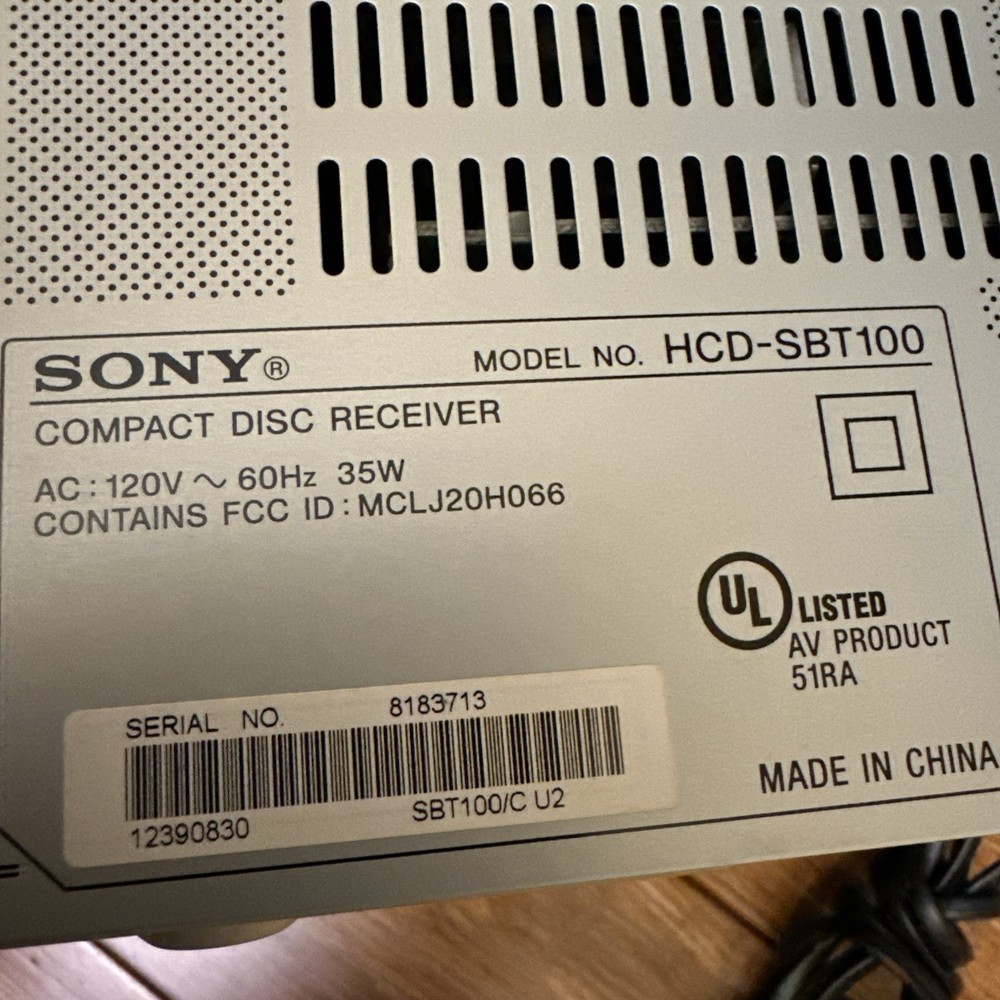 SONY®
MODEL NO. HCD-SBT100
COMPACT DISC RECEIVER
AC : 120V ~ 60Hz 35W
CONTAINS FCC ID : MCLJ20H066
UL LISTED
AV PRODUCT
51RA
SERIAL NO. 8183713
12390830 SBT100/C U2
MADE IN CHINA